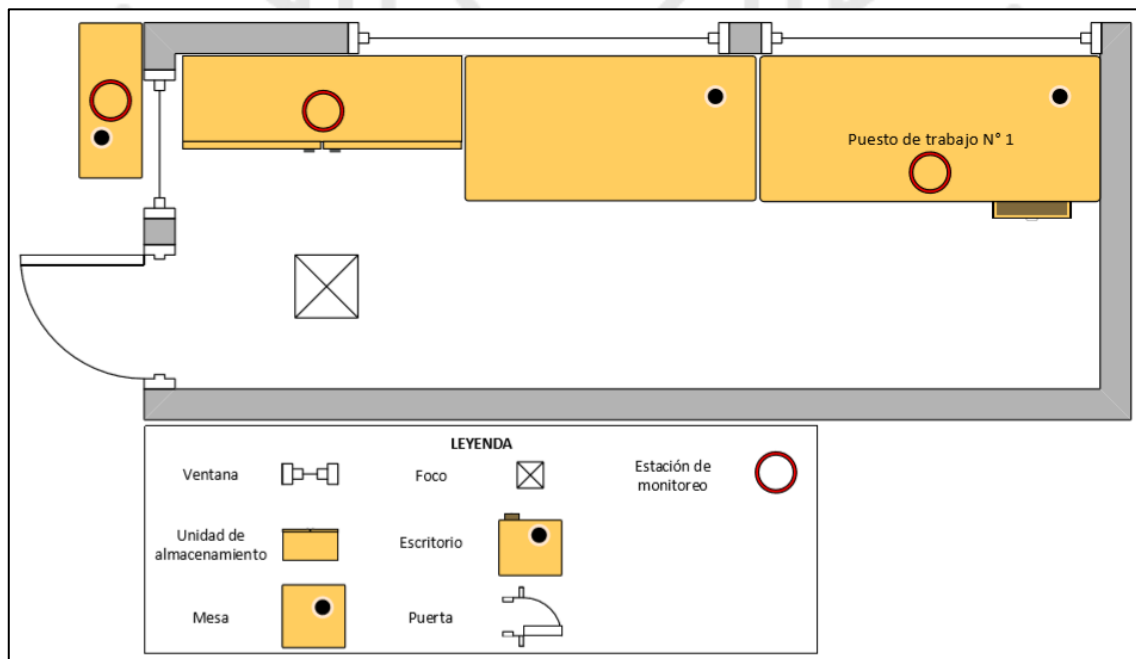 Puesto de trabajo N° 1
LEYENDA
Ventana
Foco
Estación de
monitoreo
Unidad de
almacenamiento
Escritorio
Mesa
Puerta